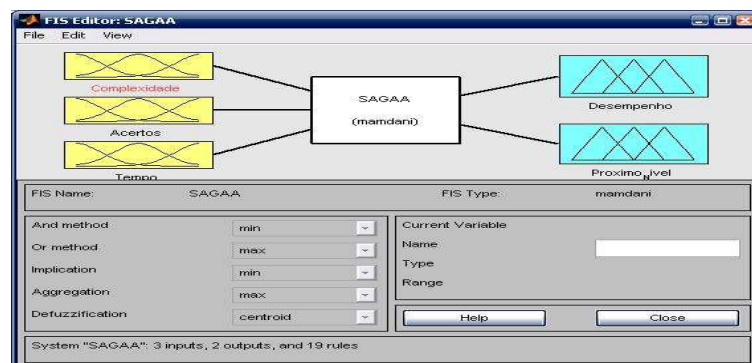 FIS Editor: SAGAA
File Edit View
Complexidade
Acertos
Tempo
SAGAA
(mamdani)
Desempenho
Proximo_Nivel
FIS Name: SAGAA FIS Type: mamdani
And method min
Or method max
Implication min
Aggregation max
Defuzzification centroid
Current Variable
Name
Type
Range
Help Close
System "SAGAA": 3 inputs, 2 outputs, and 19 rules